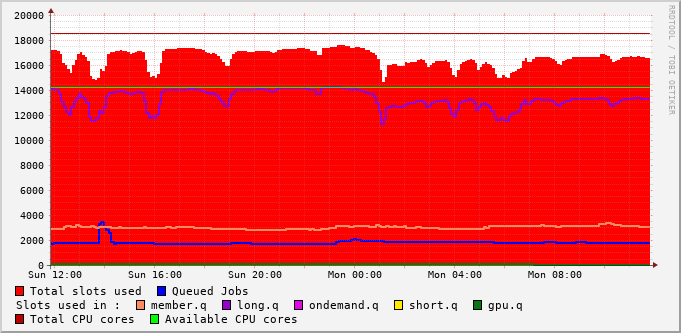 20000
18000
16000
14000
12000
10000
8000
6000
4000
2000
0
Sun 12:00 Sun 16:00 Sun 20:00 Mon 00:00 Mon 04:00 Mon 08:00
Total slots used Queued Jobs
Slots used in : member.q long.q ondemand.q short.q gpu.q
Total CPU cores Available CPU cores
RRDTOOL / TOBI OETIKER